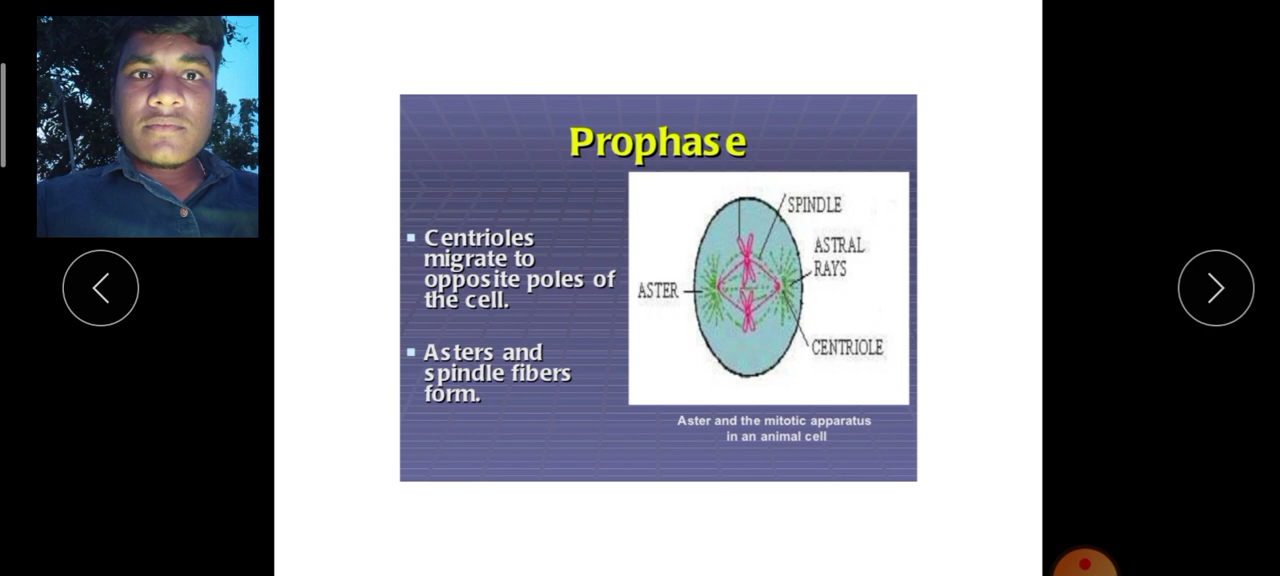 Prophase
Centrioles
migrate to
opposite poles of
the cell.
Asters and
spindle fibers
form.
SPINDLE
ASTRAL
RAYS
ASTER
CENTRIOLE
Aster and the mitotic apparatus
in an animal cell